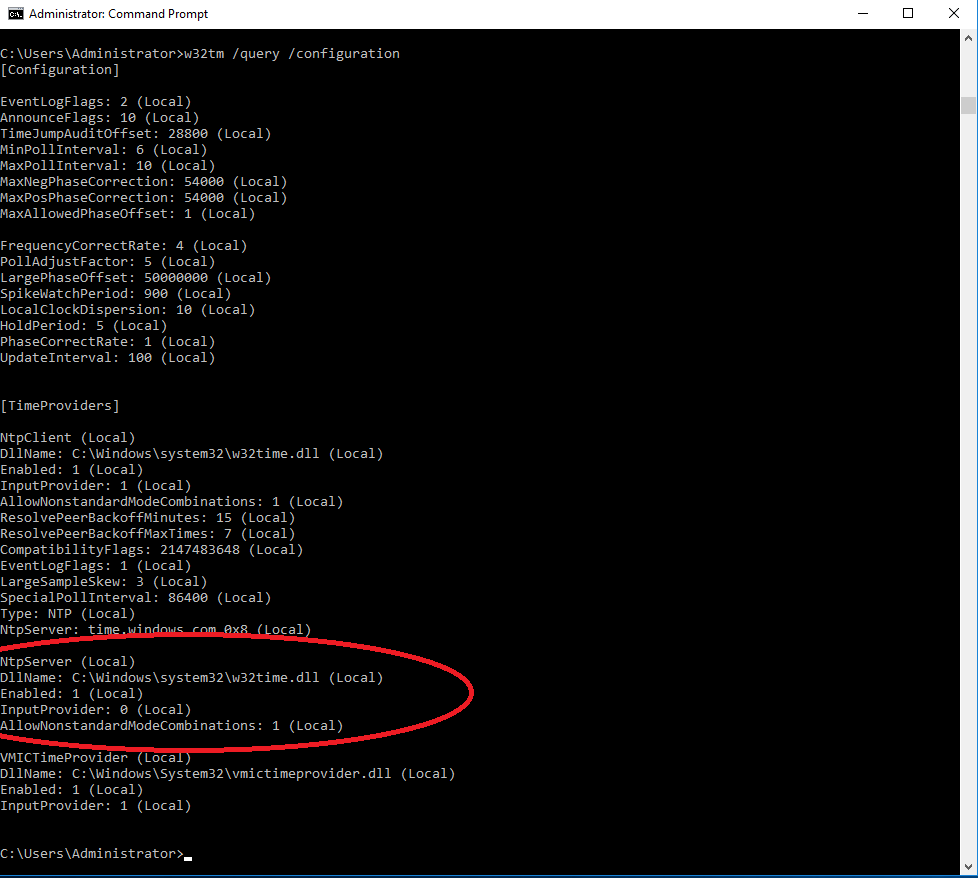 Administrator: Command Prompt
C:\Users\Administrator>w32tm /query /configuration
[Configuration]
EventLogFlags: 2 (Local)
AnnounceFlags: 10 (Local)
TimeJumpAuditOffset: 28800 (Local)
MinPollInterval: 6 (Local)
MaxPollInterval: 10 (Local)
MaxNegPhaseCorrection: 54000 (Local)
MaxPosPhaseCorrection: 54000 (Local)
MaxAllowedPhaseOffset: 1 (Local)
FrequencyCorrectRate: 4 (Local)
PollAdjustFactor: 5 (Local)
LargePhaseOffset: 50000000 (Local)
SpikeWatchPeriod: 900 (Local)
LocalClockDispersion: 10 (Local)
HoldPeriod: 5 (Local)
PhaseCorrectRate: 1 (Local)
UpdateInterval: 100 (Local)
[TimeProviders]
NtpClient (Local)
DllName: C:\Windows\system32\w32time.dll (Local)
Enabled: 1 (Local)
InputProvider: 1 (Local)
AllowNonstandardModeCombinations: 1 (Local)
ResolvePeerBackoffMinutes: 15 (Local)
ResolvePeerBackoffMaxTimes: 7 (Local)
CompatibilityFlags: 2147483648 (Local)
EventLogFlags: 1 (Local)
LargeSampleSkew: 3 (Local)
SpecialPollInterval: 86400 (Local)
Type: NTP (Local)
NtpServer: time.windows.com,0x8 (Local)
NtpServer (Local)
DllName: C:\Windows\system32\w32time.dll (Local)
Enabled: 1 (Local)
InputProvider: 0 (Local)
AllowNonstandardModeCombinations: 1 (Local)
VMICTimeProvider (Local)
DllName: C:\Windows\System32\vmictimeprovider.dll (Local)
Enabled: 1 (Local)
InputProvider: 1 (Local)
C:\Users\Administrator>